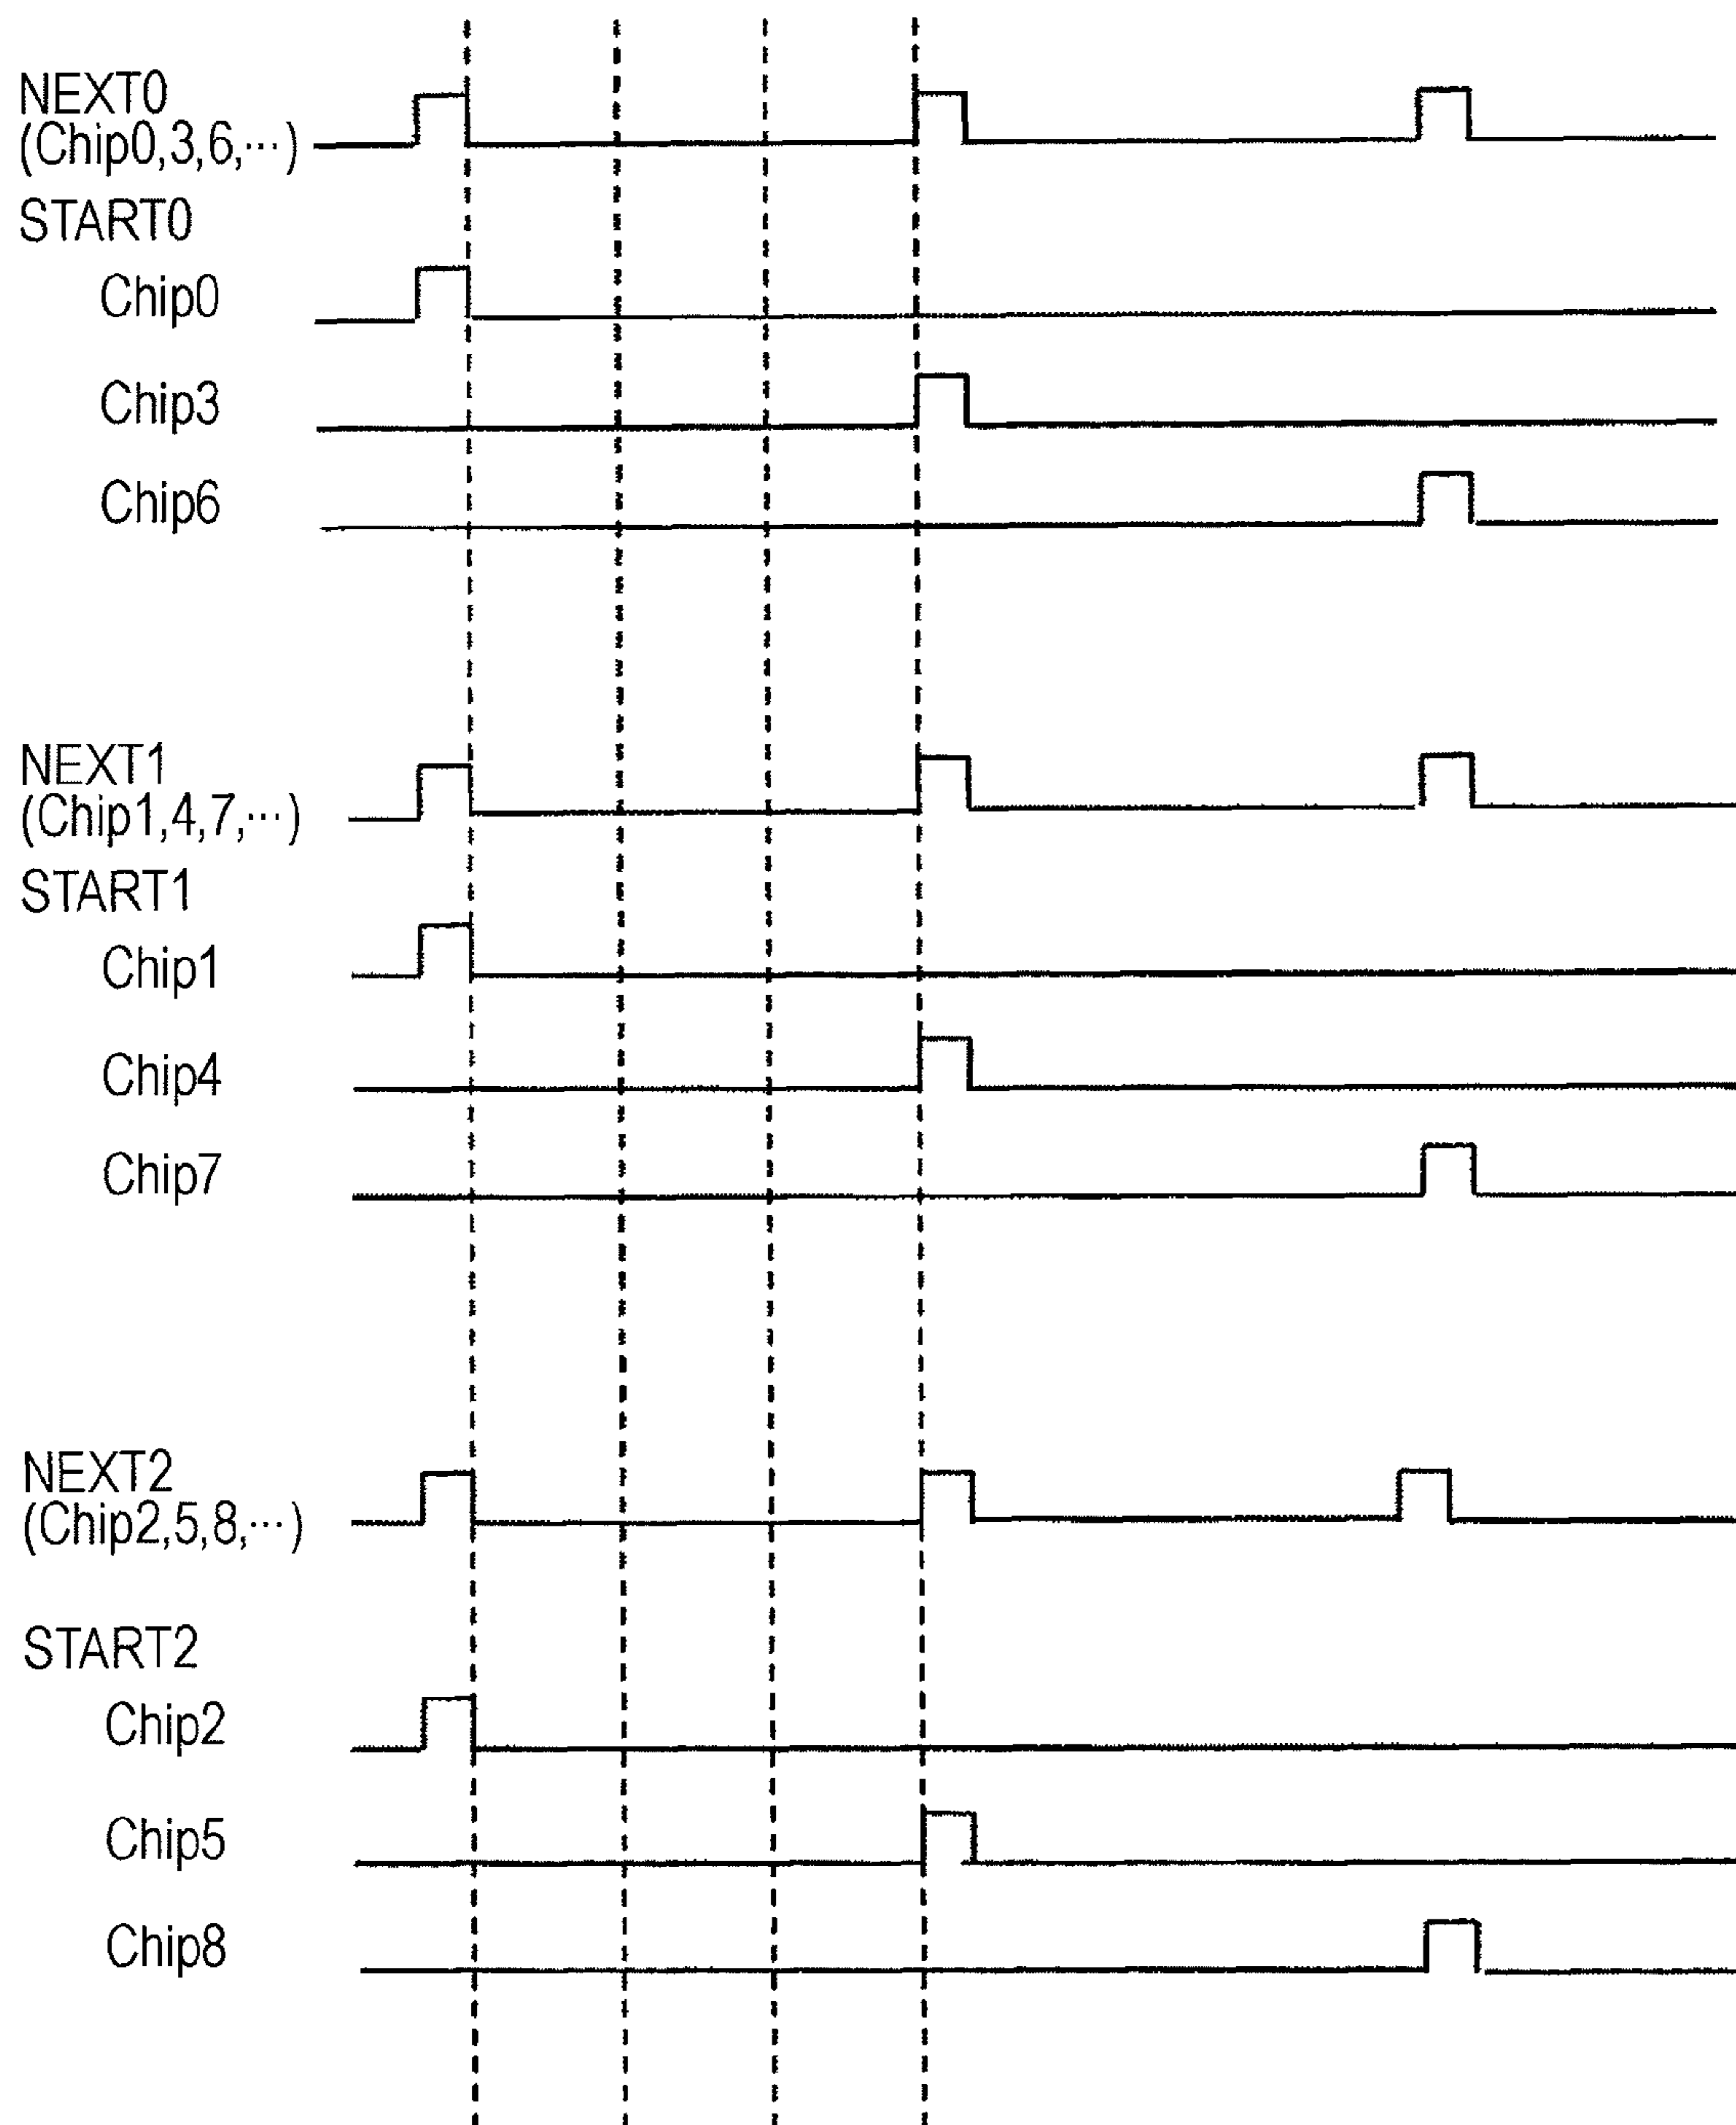 NEXT0
(Chip0,3,6,···)
START0
Chip0
Chip3
Chip6
NEXT1
(Chip1,4,7,···)
START1
Chip1
Chip4
Chip7
NEXT2
(Chip2,5,8,···)
START2
Chip2
Chip5
Chip8